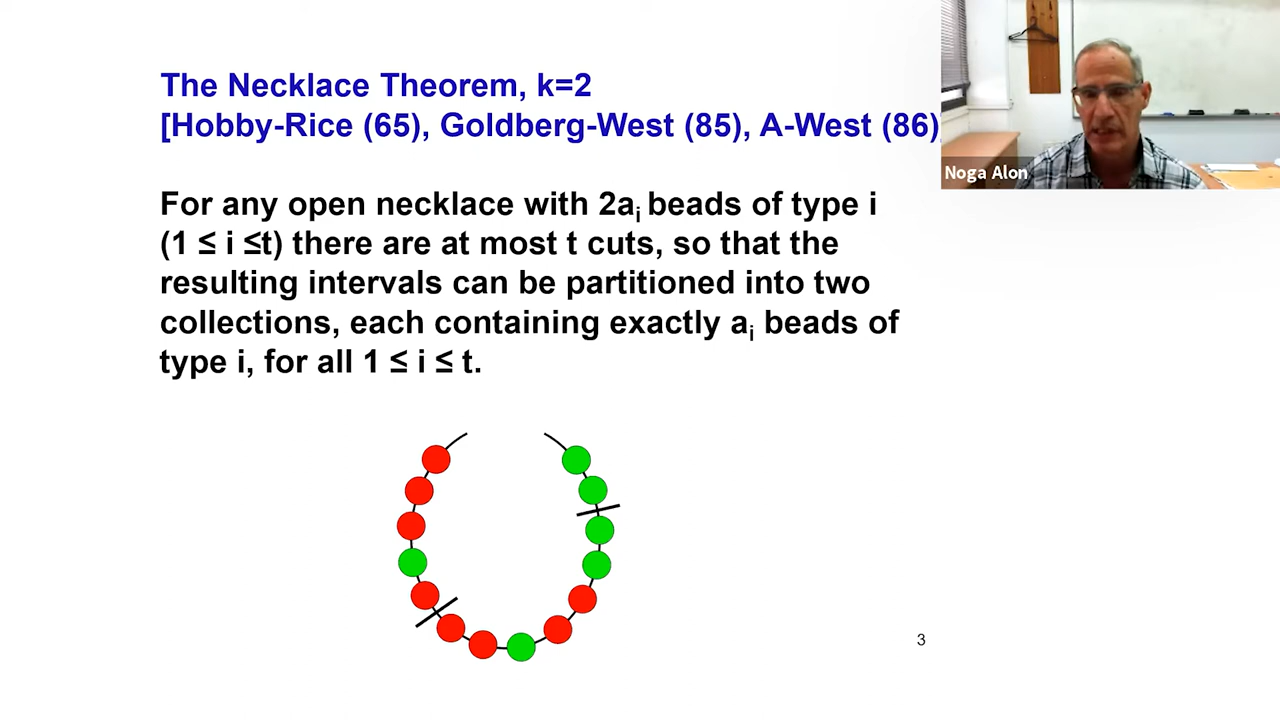 The Necklace Theorem, k=2
[Hobby-Rice (65), Goldberg-West (85), A-West (86)
Noga Alon
For any open necklace with 2aᵢ beads of type i
(1 ≤ i ≤t) there are at most t cuts, so that the
resulting intervals can be partitioned into two
collections, each containing exactly aᵢ beads of
type i, for all 1 ≤ i ≤ t.
3